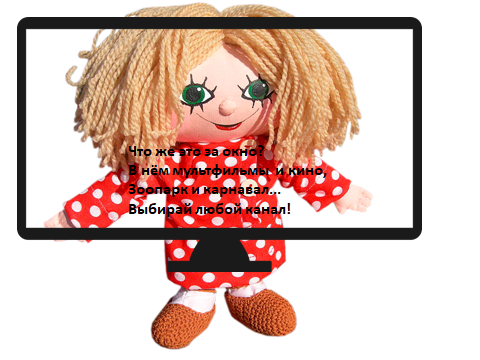 Что же это за окно?
В нём мультфильмы и кино,
Зоопарк и карнавал...
Выбирай любой канал!